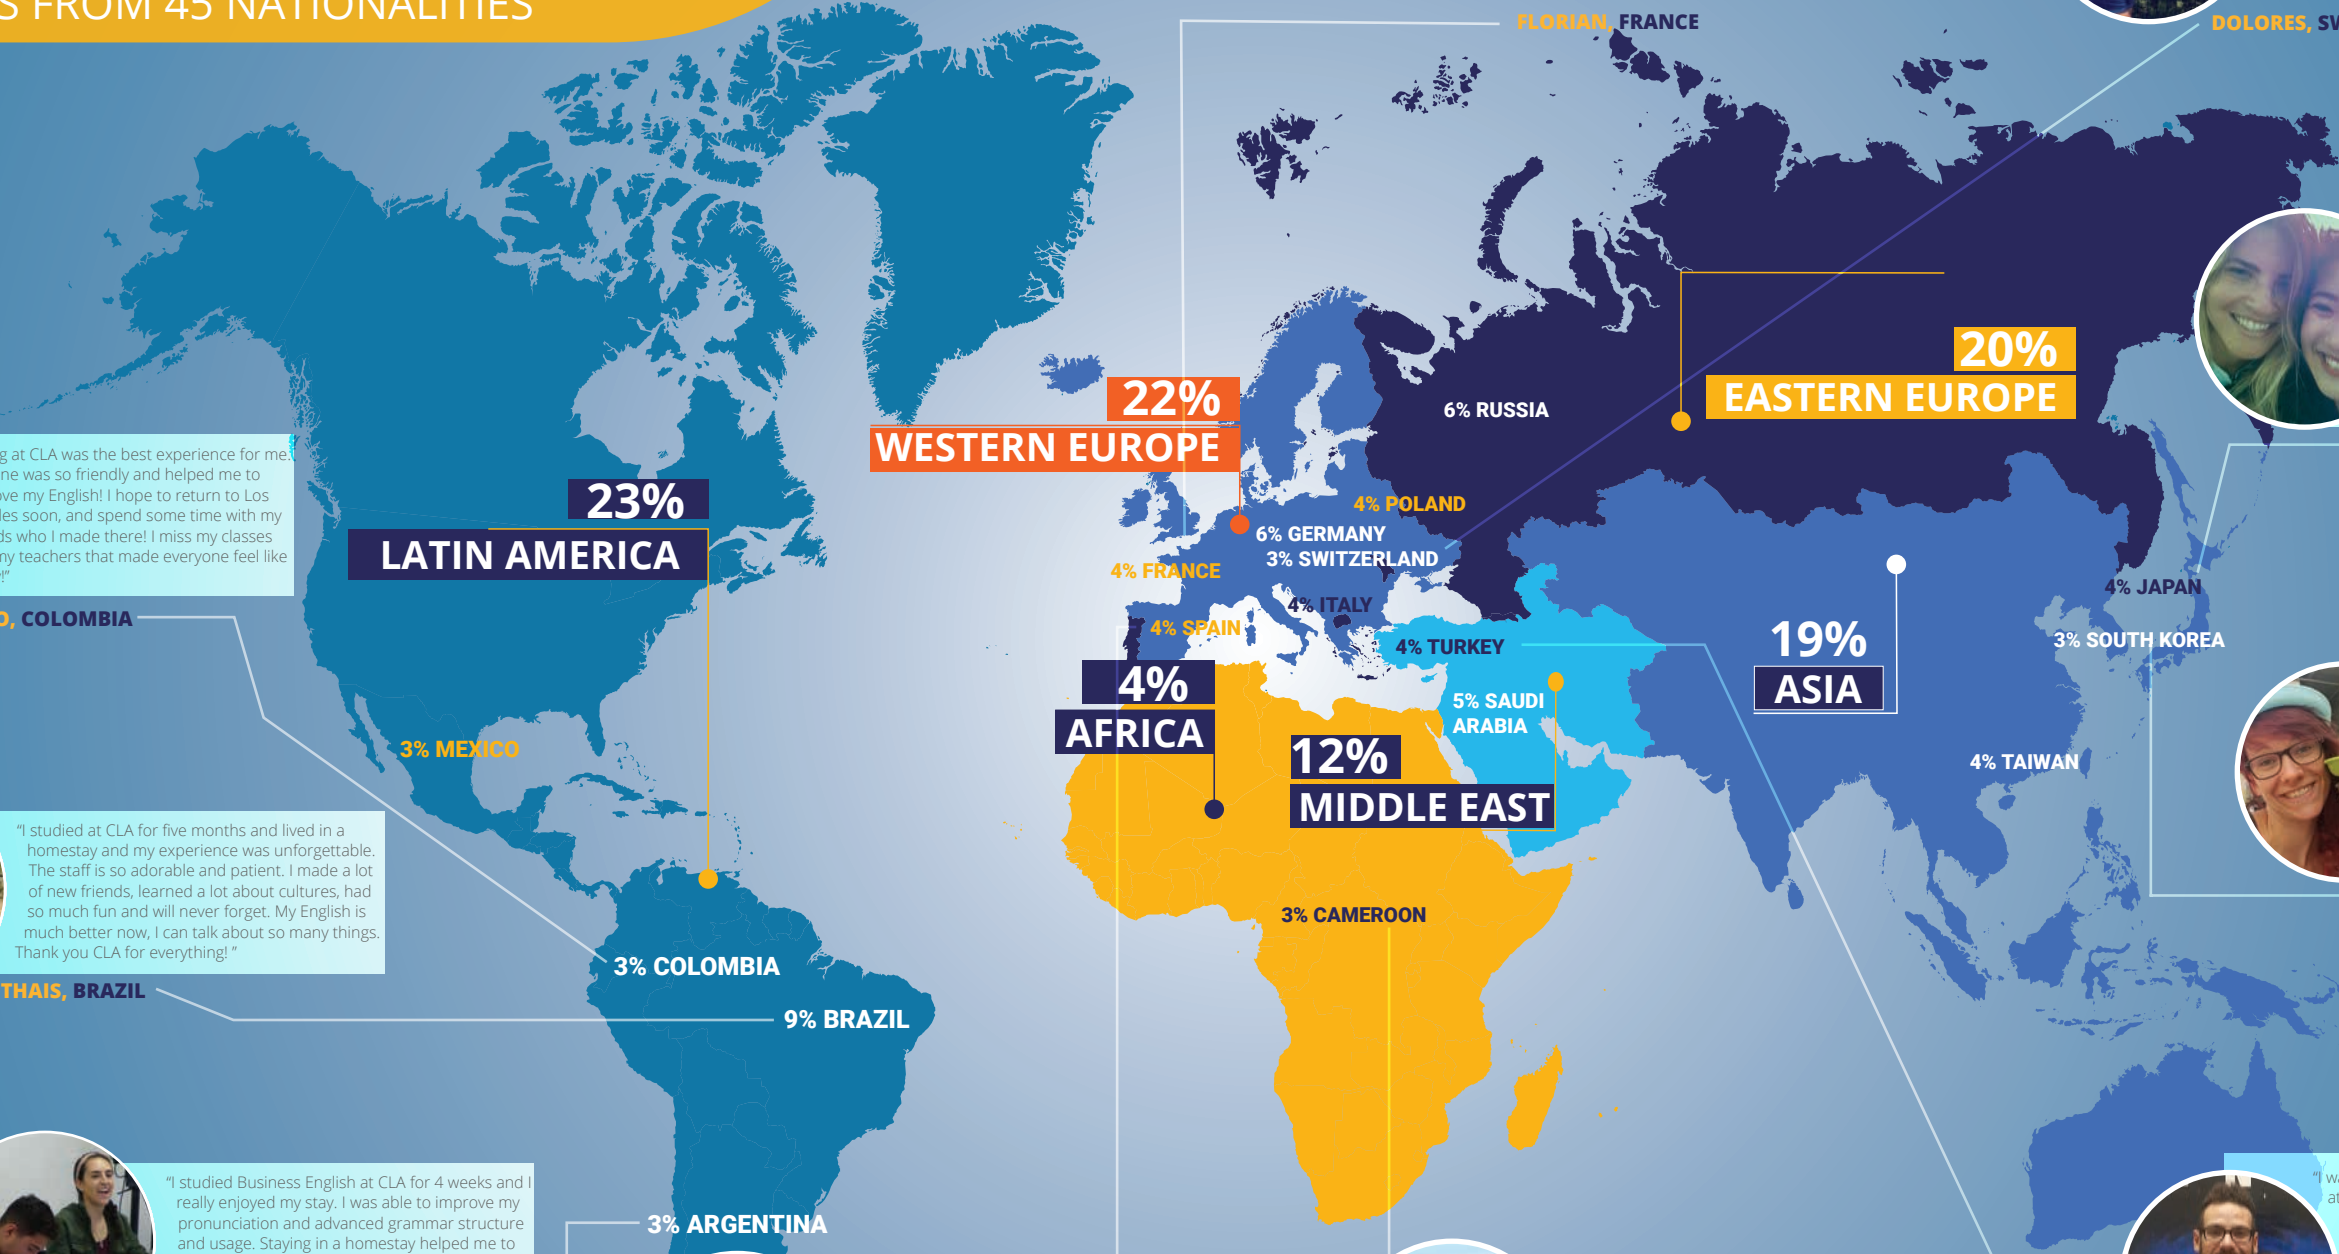 S FROM 45 NATIONALITIES
FLORIAN, FRANCE
DOLORES,
20%
EASTERN EUROPE
22%
WESTERN EUROPE
6% RUSSIA
4% POLAND
6% GERMANY
3% SWITZERLAND
4% FRANCE
4% ITALY
4% SPAIN
4% TURKEY
23%
LATIN AMERICA
g at CLA was the best experience for me.
ne was so friendly and helped me to
ove my English! I hope to return to Los
les soon, and spend some time with my
ds who I made there! I miss my classes
my teachers that made everyone feel like
!”
O, COLOMBIA
4%
AFRICA
5% SAUDI
ARABIA
12%
MIDDLE EAST
19%
ASIA
4% JAPAN
3% SOUTH KOREA
4% TAIWAN
3% MEXICO
“I studied at CLA for five months and lived in a
homestay and my experience was unforgettable.
The staff is so adorable and patient. I made a lot
of new friends, learned a lot about cultures, had
so much fun and will never forget. My English is
much better now, I can talk about so many things.
Thank you CLA for everything! ”
THAIS, BRAZIL
3% CAMEROON
3% COLOMBIA
9% BRAZIL
3% ARGENTINA
“I studied Business English at CLA for 4 weeks and I
really enjoyed my stay. I was able to improve my
pronunciation and advanced grammar structure
and usage. Staying in a homestay helped me to
“I w
at